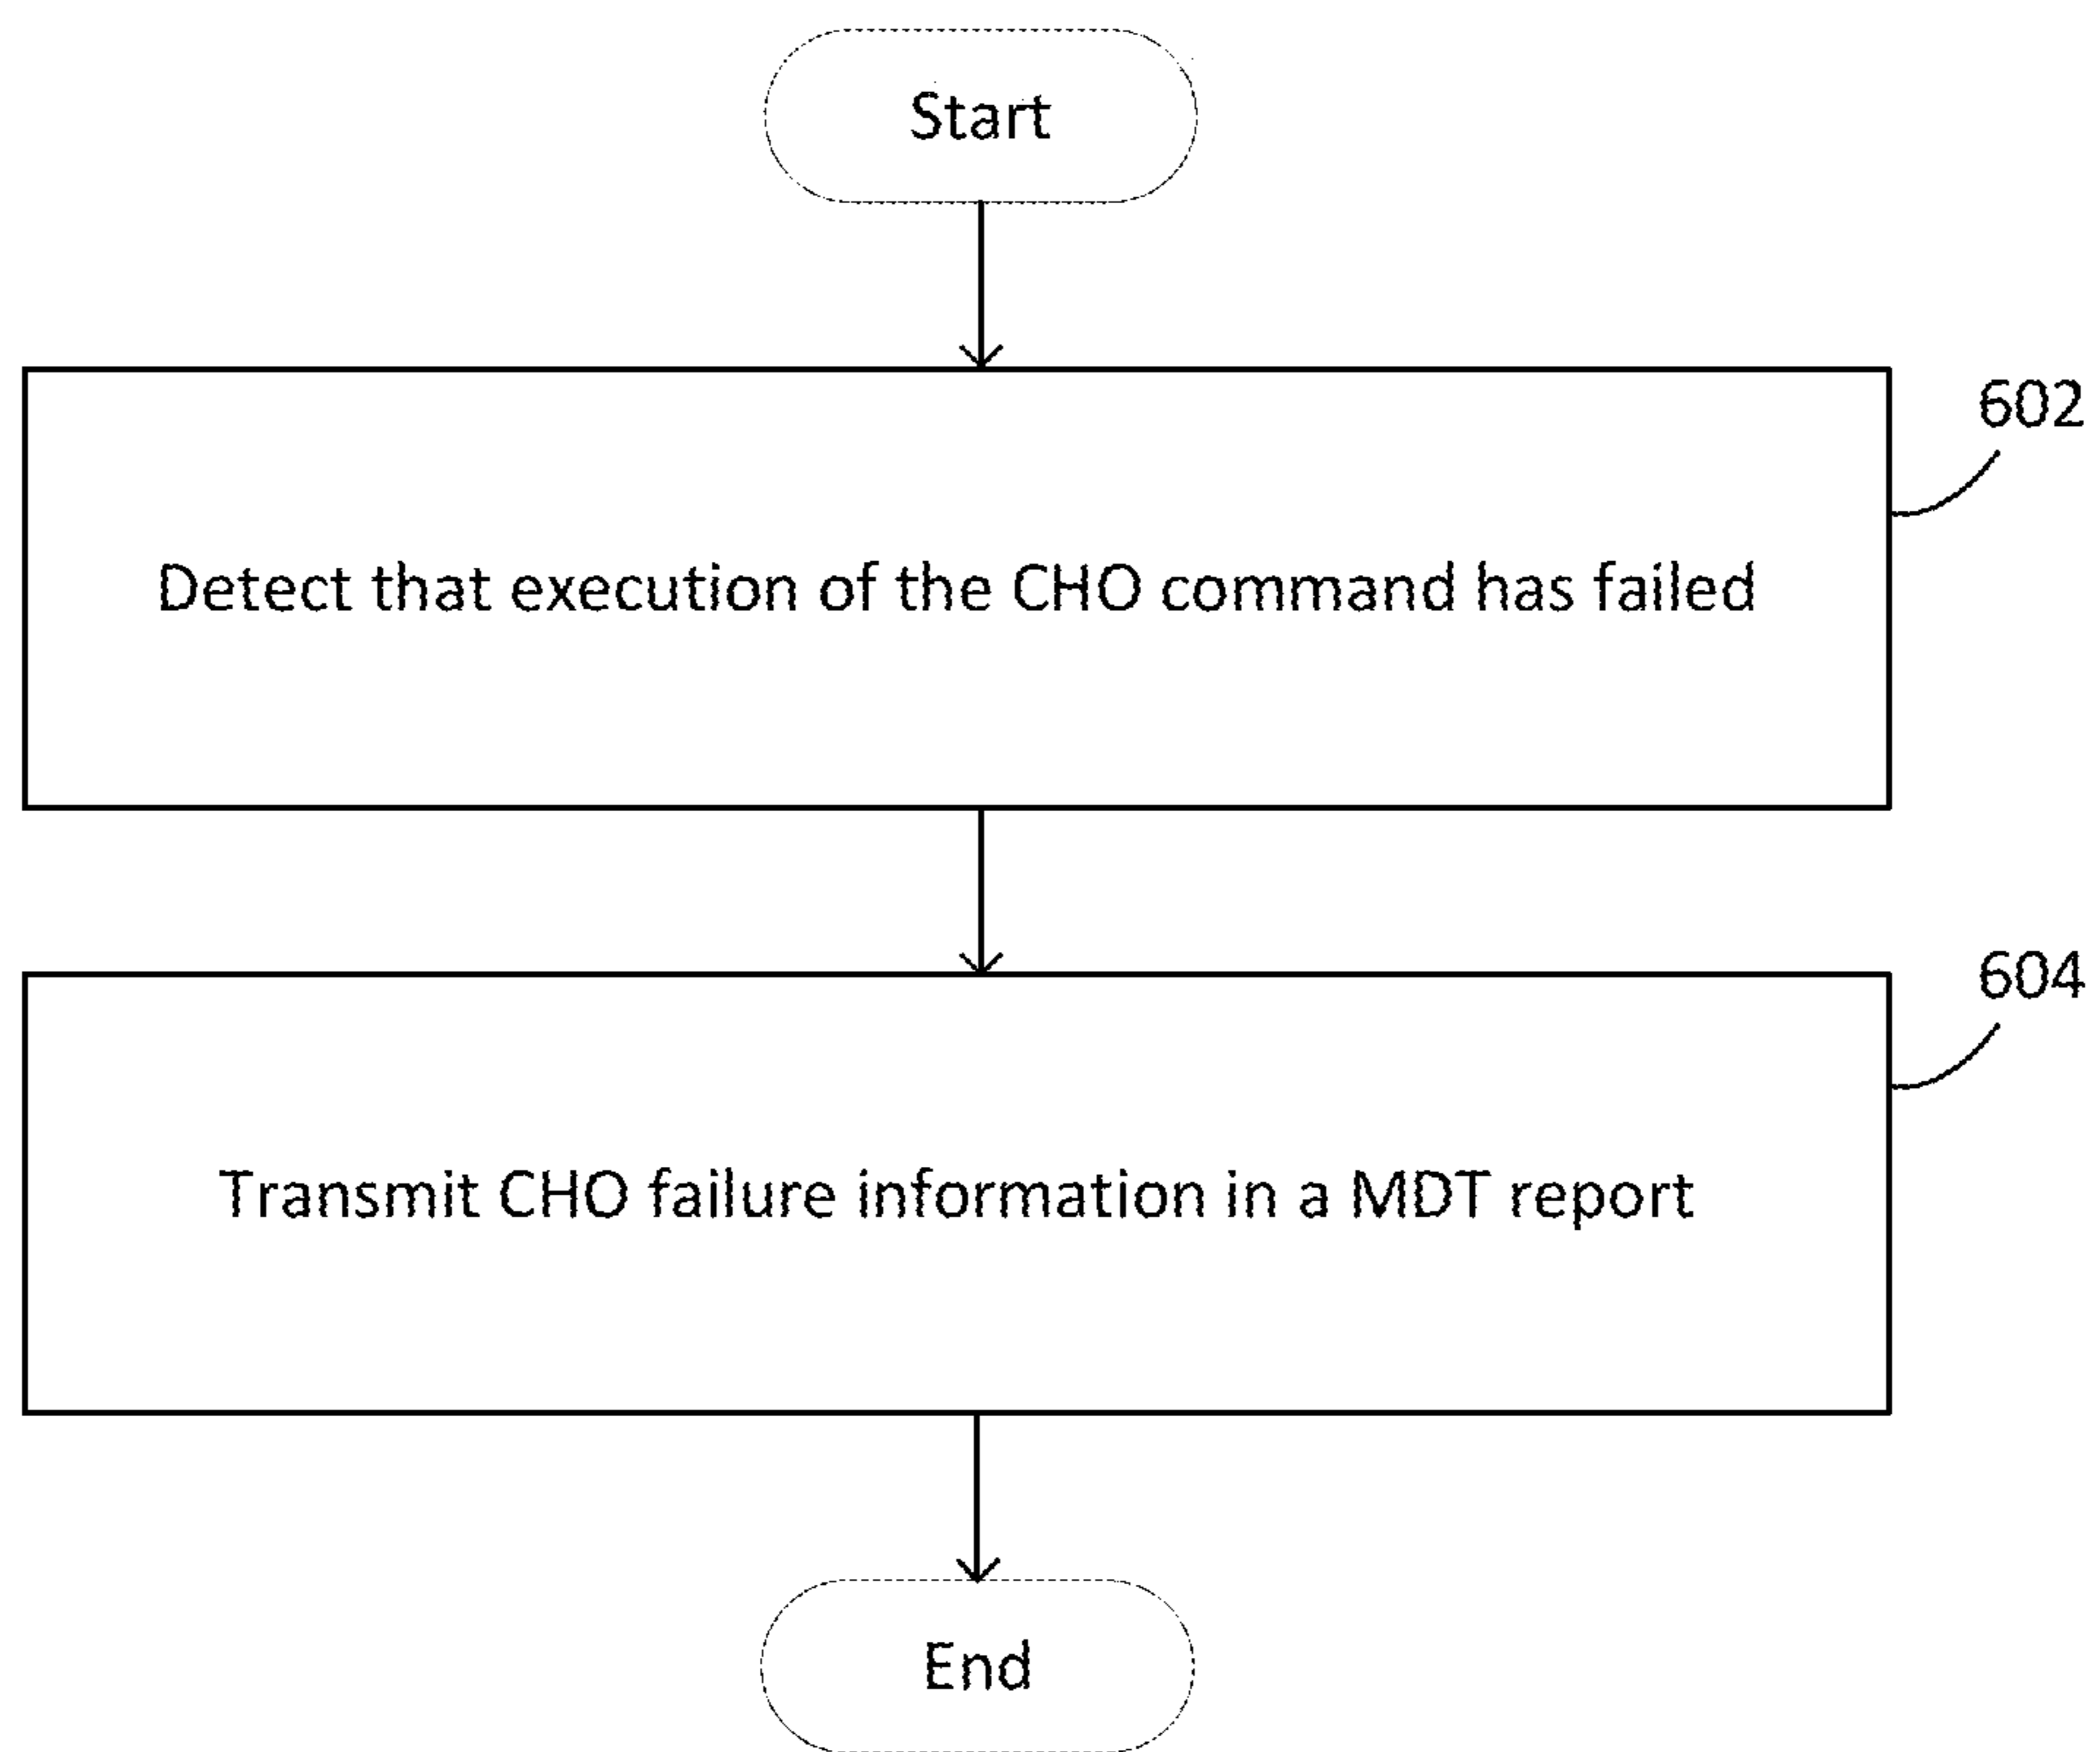 Start
602
Detect that execution of the CHO command has failed
604
Transmit CHO failure information in a MDT report
End